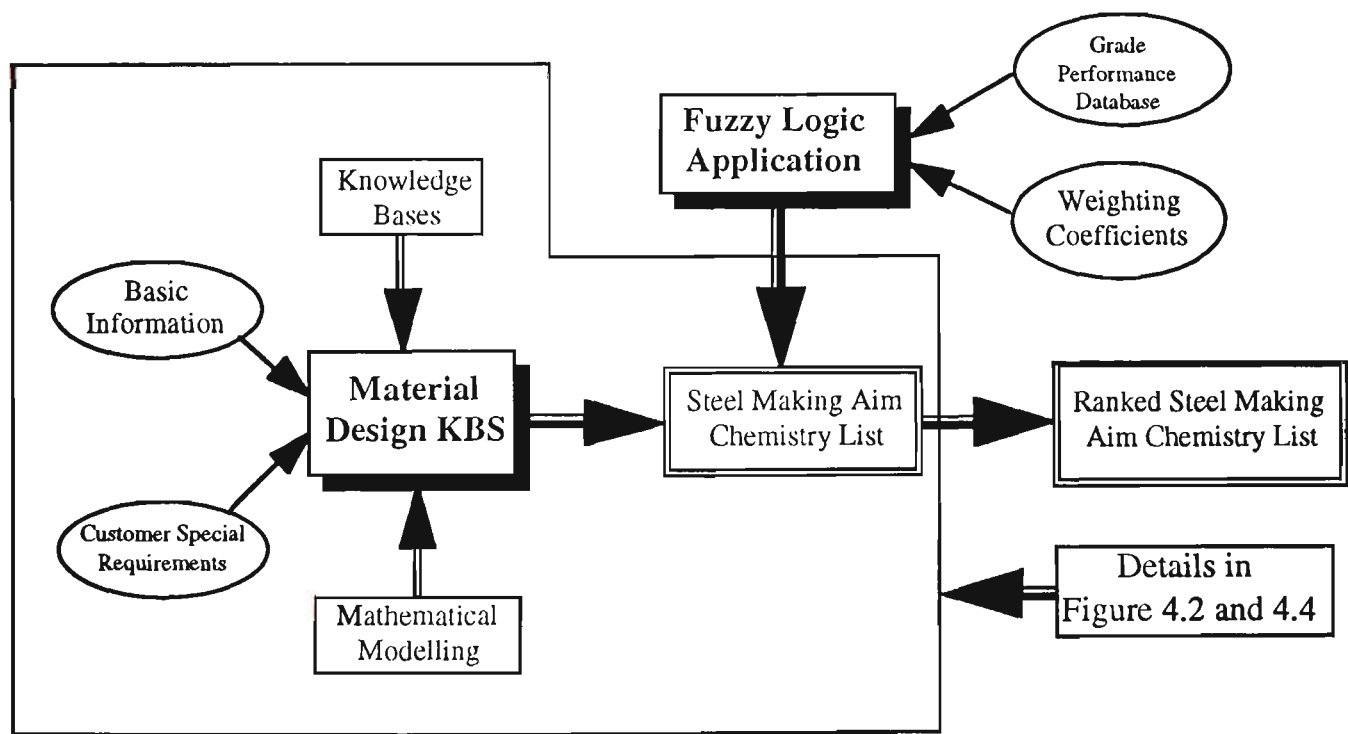 Grade
Performance
Database
Fuzzy Logic
Application
Knowledge
Bases
Weighting
Coefficients
Basic
Information
Material
Design KBS
Steel Making Aim
Chemistry List
Ranked Steel Making
Aim Chemistry List
Customer Special
Requirements
Details in
Figure 4.2 and 4.4
Mathematical
Modelling